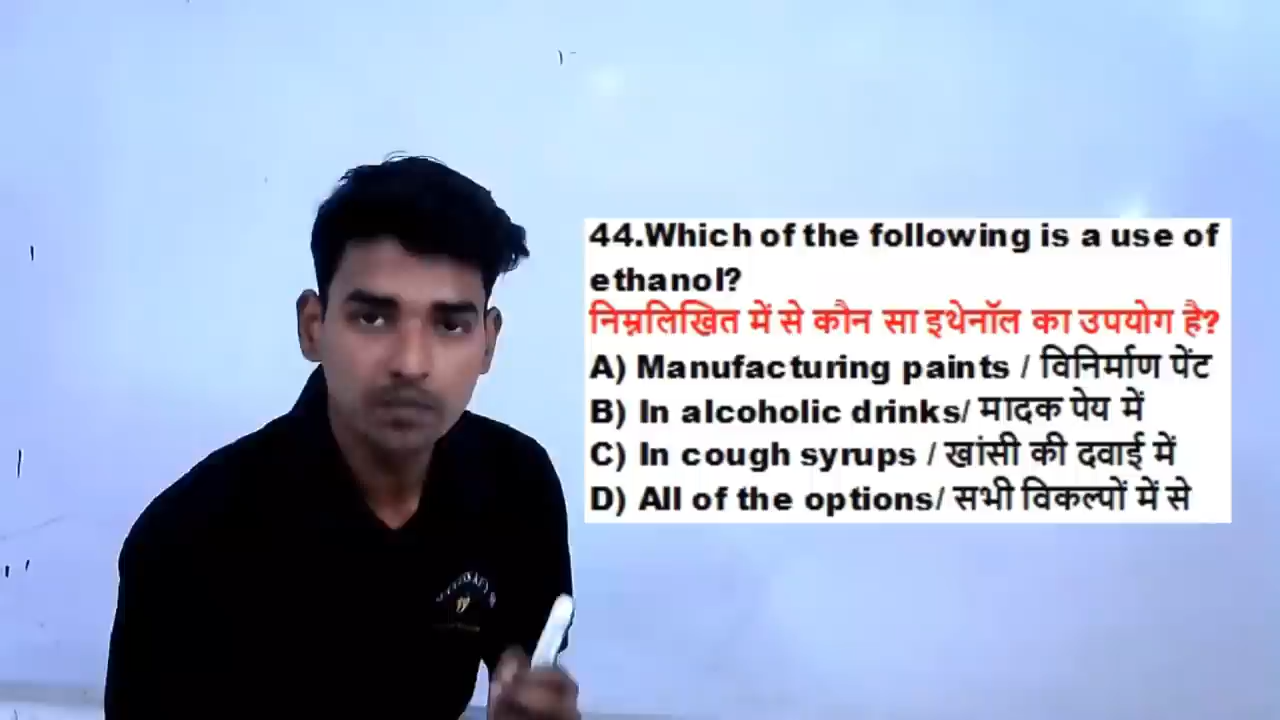 44.Which of the following is a use of
ethanol?
निम्नलिखित में से कौन सा इथेनॉल का उपयोग है?
A) Manufacturing paints / विनिर्माण पेंट
B) In alcoholic drinks/ मादक पेय में
C) In cough syrups / खांसी की दवाई में
D) All of the options/ सभी विकल्पों में से